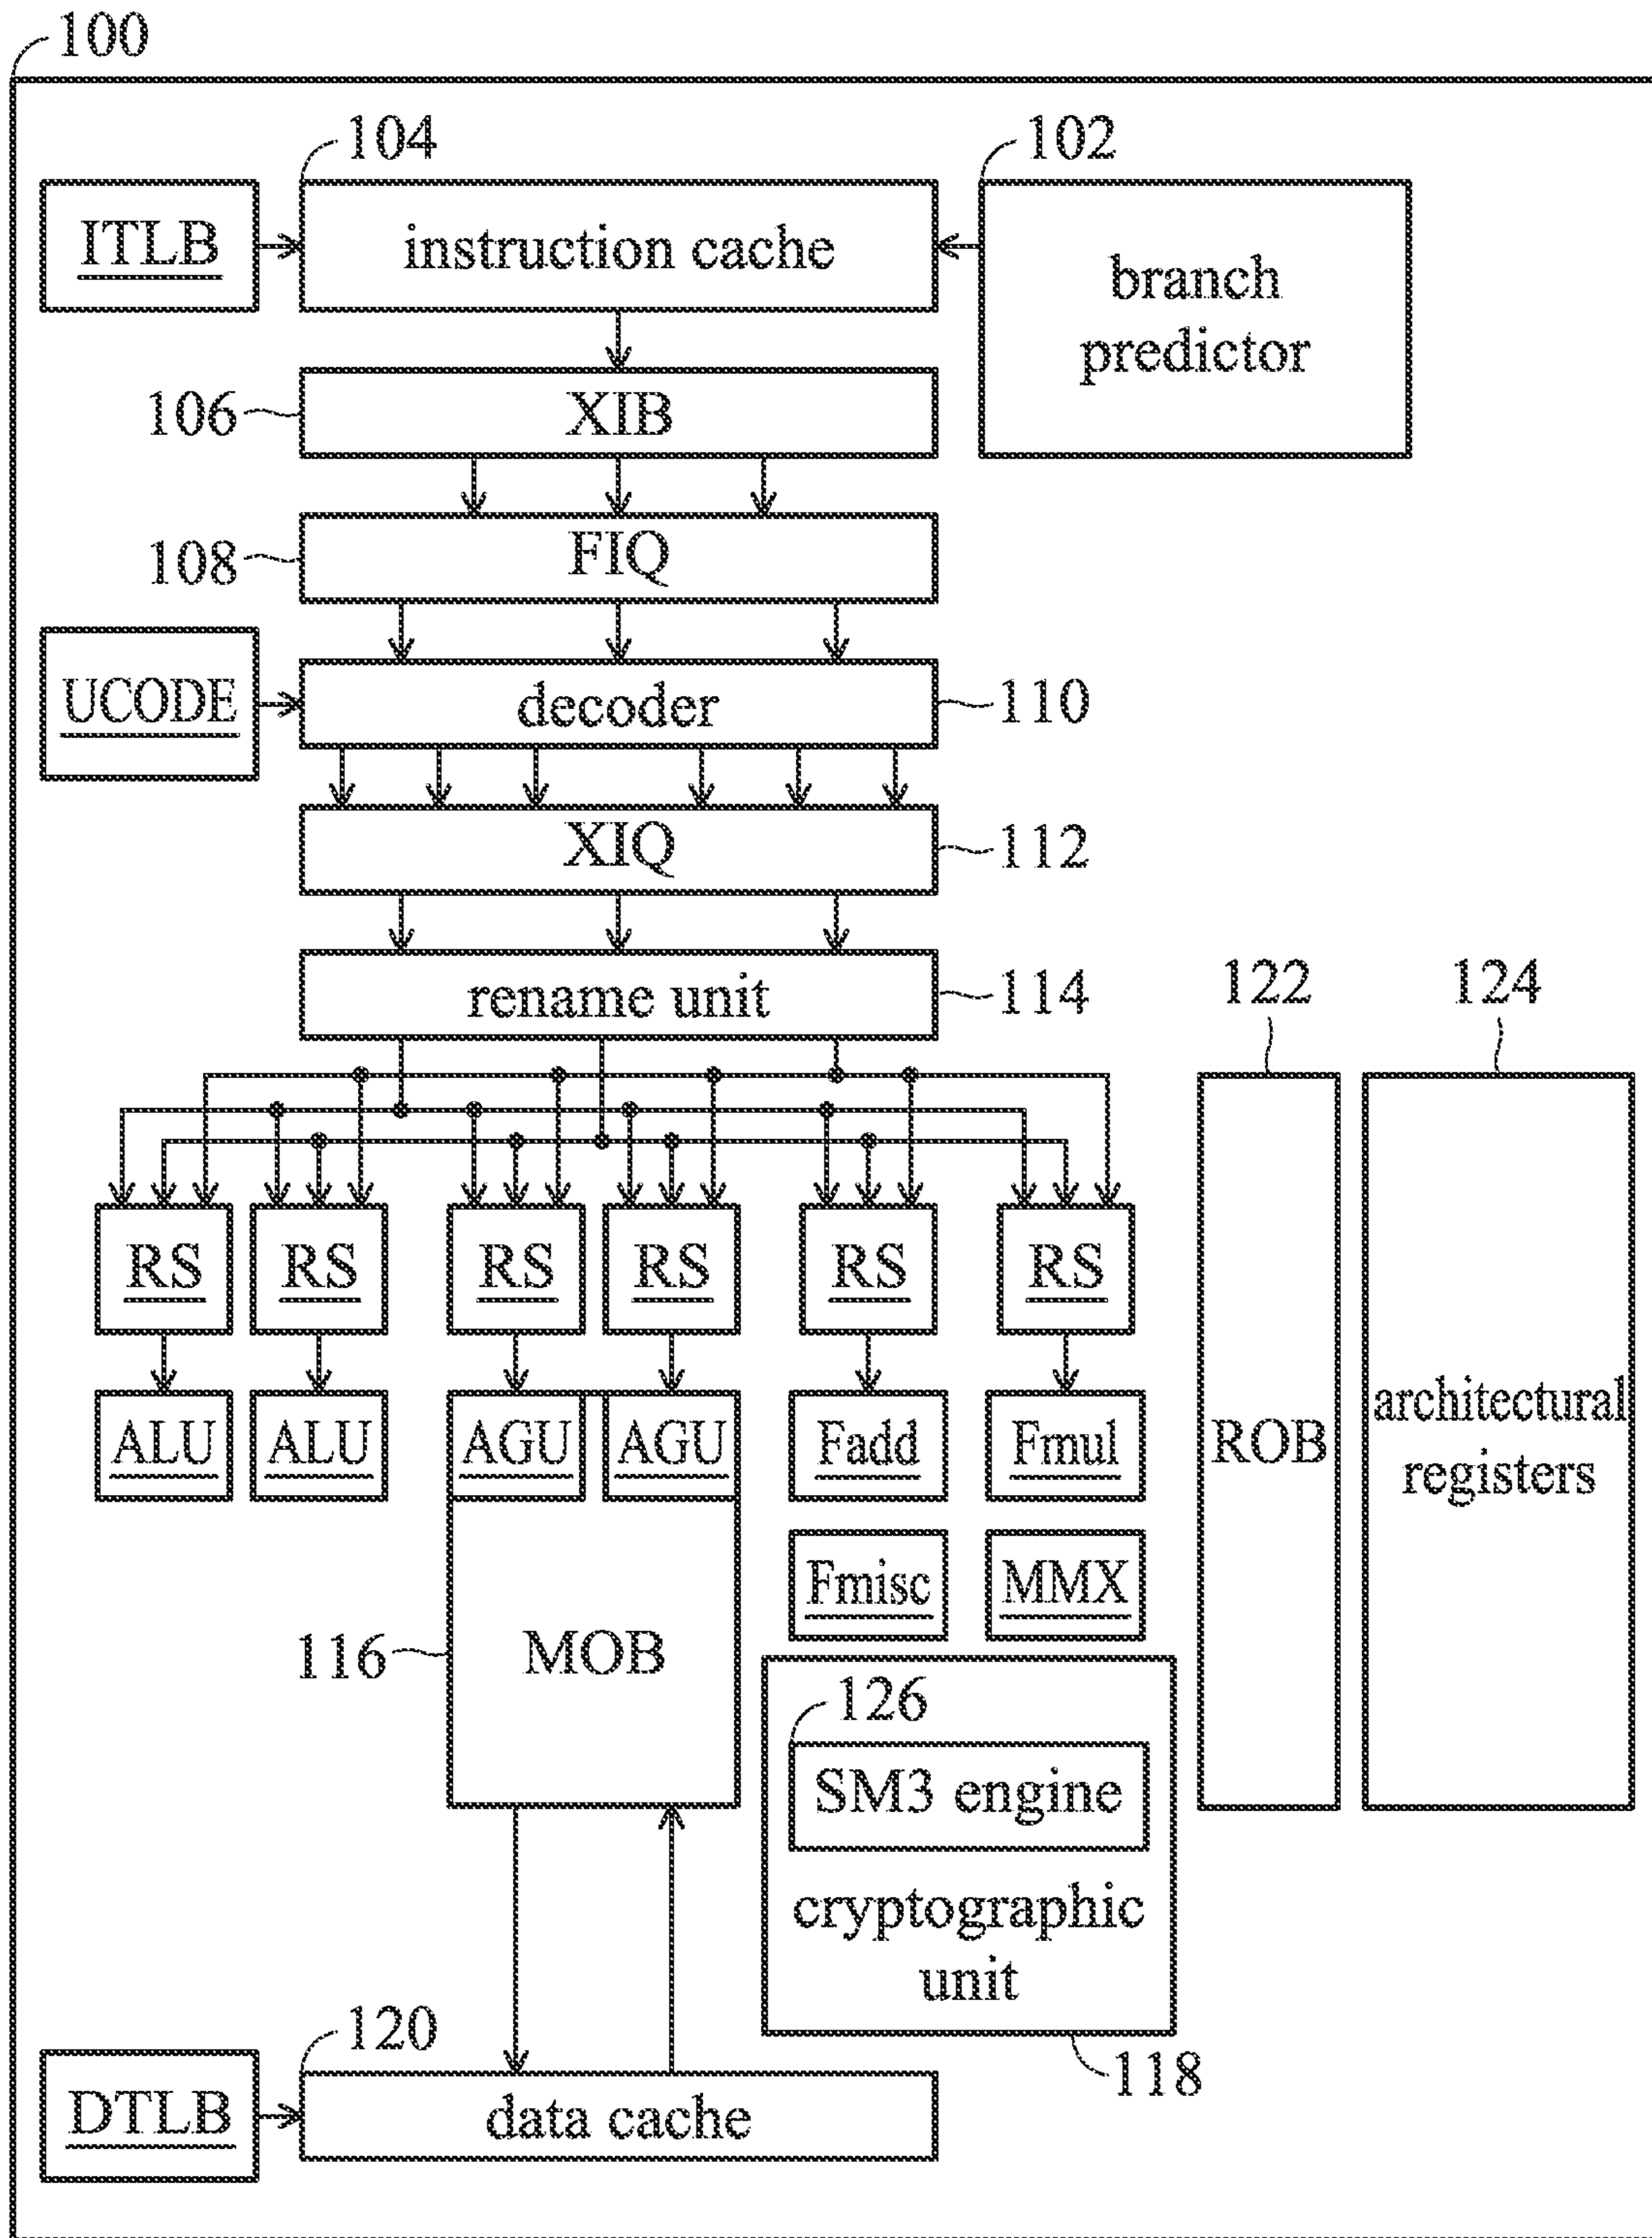 100
104
102
ITLB
instruction cache
branch
predictor
106
XIB
108
FIQ
UCODE
decoder
110
XIQ
112
rename unit
114
122
124
RS RS RS RS RS RS
ALU ALU AGU AGU Fadd Fmul
ROB
architectural
registers
Fmisc MMX
116
MOB
126
SM3 engine
cryptographic
unit
118
120
DTLB
data cache